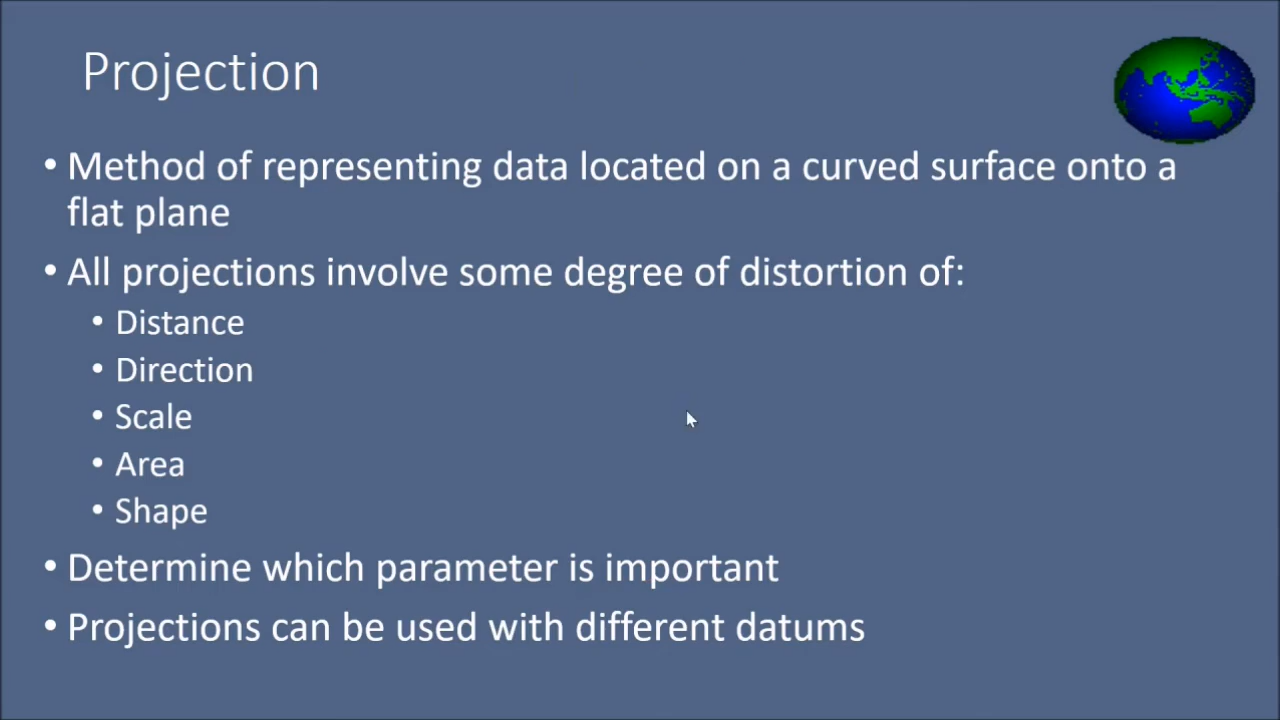 Projection
• Method of representing data located on a curved surface onto a
flat plane
• All projections involve some degree of distortion of:
• Distance
• Direction
• Scale
• Area
• Shape
• Determine which parameter is important
• Projections can be used with different datums